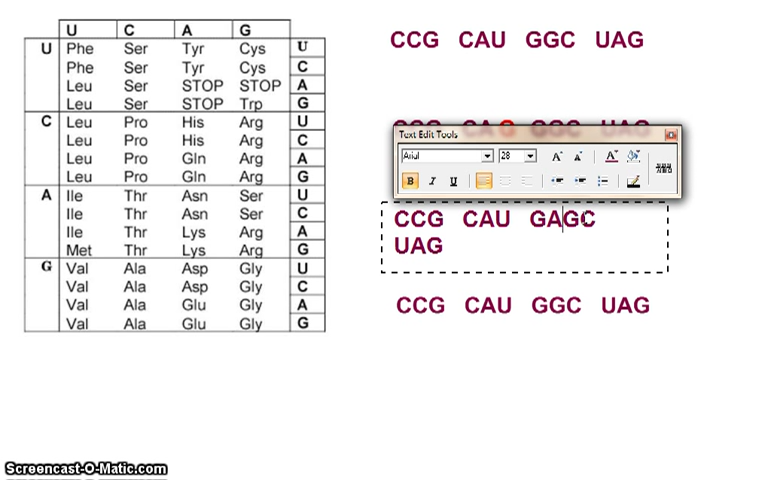 U C A G
U Phe Ser Tyr Cys U
Phe Ser Tyr Cys C
Leu Ser STOP STOP A
Leu Ser STOP Trp G
C Leu Pro His Arg U
Leu Pro His Arg C
Leu Pro Gln Arg A
Leu Pro Gln Arg G
A Ile Thr Asn Ser U
Ile Thr Asn Ser C
Ile Thr Lys Arg A
Met Thr Lys Arg G
G Val Ala Asp Gly U
Val Ala Asp Gly C
Val Ala Glu Gly A
Val Ala Glu Gly G
CCG CAU GGC UAG
CCG CAG GGC UAG
Text Edit Tools
Arial 28
B I U
CCG CAU GAGC
UAG
CCG CAU GGC UAG
Screencast-O-Matic.com